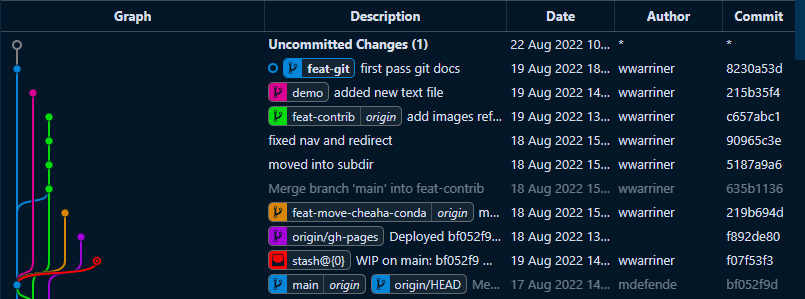 Graph Description Date Author Commit
Uncommitted Changes (1) 22 Aug 2022 10... * *
feat-git first pass git docs 19 Aug 2022 18... wwarriner 8230a53d
demo added new text file 19 Aug 2022 14... wwarriner 215b35f4
feat-contrib origin add images ref... 19 Aug 2022 13... wwarriner c657abc1
fixed nav and redirect 18 Aug 2022 15... wwarriner 90965c3e
moved into subdir 18 Aug 2022 15... wwarriner 5187a9a6
Merge branch 'main' into feat-contrib 18 Aug 2022 15... wwarriner 635b1136
feat-move-cheaha-conda origin m... 18 Aug 2022 15... wwarriner 219b694d
origin/gh-pages Deployed bf052f9... 18 Aug 2022 13... f892de80
stash@{0} WIP on main: bf052f9 ... 19 Aug 2022 14... wwarriner f07f53f3
main origin origin/HEAD Me... 17 Aug 2022 14... mdefende bf052f9d